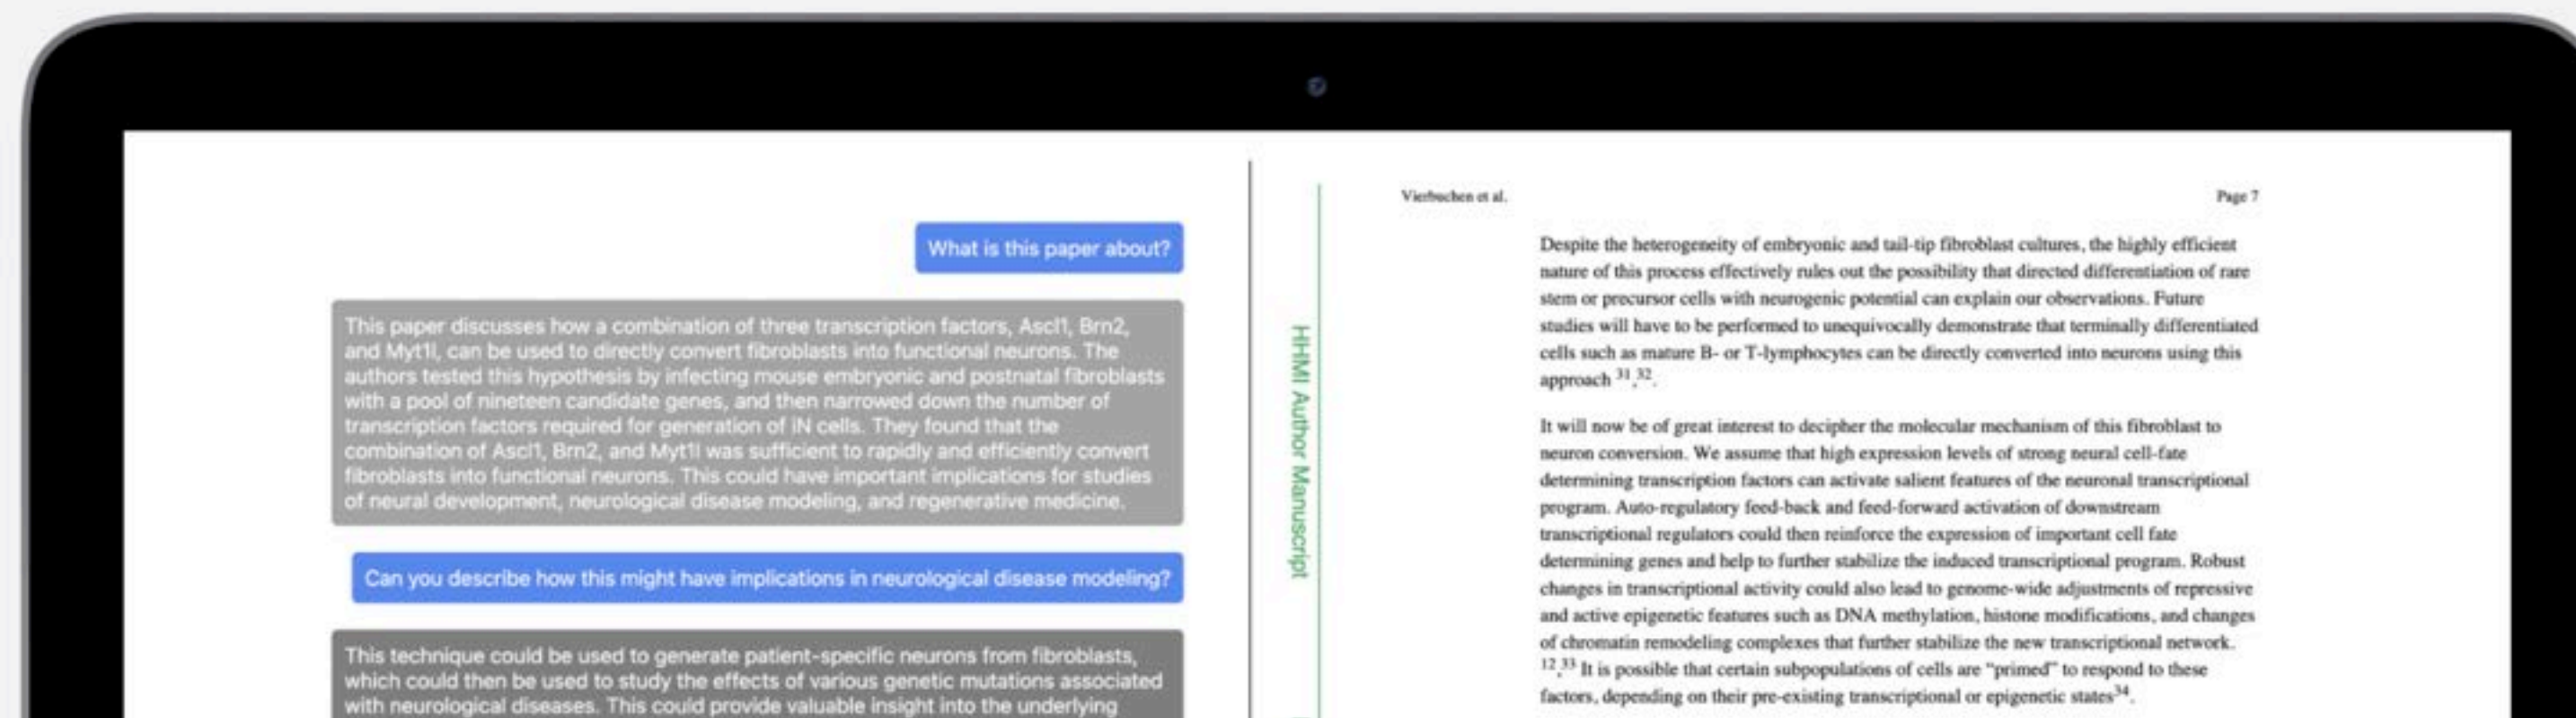 What is this paper about?
This paper discusses how a combination of three transcription factors, Ascl1, Brn2,
and Myt1l, can be used to directly convert fibroblasts into functional neurons. The
authors tested this hypothesis by infecting mouse embryonic and postnatal fibroblasts
with a pool of nineteen candidate genes, and then narrowed down the number of
transcription factors required for generation of iN cells. They found that the
combination of Ascl1, Brn2, and Myt1l was sufficient to rapidly and efficiently convert
fibroblasts into functional neurons. This could have important implications for studies
of neural development, neurological disease modeling, and regenerative medicine.
Can you describe how this might have implications in neurological disease modeling?
This technique could be used to generate patient-specific neurons from fibroblasts,
which could then be used to study the effects of various genetic mutations associated
with neurological diseases. This could provide valuable insight into the underlying
HHMI Author Manuscript
Vierbuchen et al.
Page 7
Despite the heterogeneity of embryonic and tail-tip fibroblast cultures, the highly efficient
nature of this process effectively rules out the possibility that directed differentiation of rare
stem or precursor cells with neurogenic potential can explain our observations. Future
studies will have to be performed to unequivocally demonstrate that terminally differentiated
cells such as mature B- or T-lymphocytes can be directly converted into neurons using this
approach 31,32.
It will now be of great interest to decipher the molecular mechanism of this fibroblast to
neuron conversion. We assume that high expression levels of strong neural cell-fate
determining transcription factors can activate salient features of the neuronal transcriptional
program. Auto-regulatory feed-back and feed-forward activation of downstream
transcriptional regulators could then reinforce the expression of important cell fate
determining genes and help to further stabilize the induced transcriptional program. Robust
changes in transcriptional activity could also lead to genome-wide adjustments of repressive
and active epigenetic features such as DNA methylation, histone modifications, and changes
of chromatin remodeling complexes that further stabilize the new transcriptional network.
12,33 It is possible that certain subpopulations of cells are “primed” to respond to these
factors, depending on their pre-existing transcriptional or epigenetic states34.